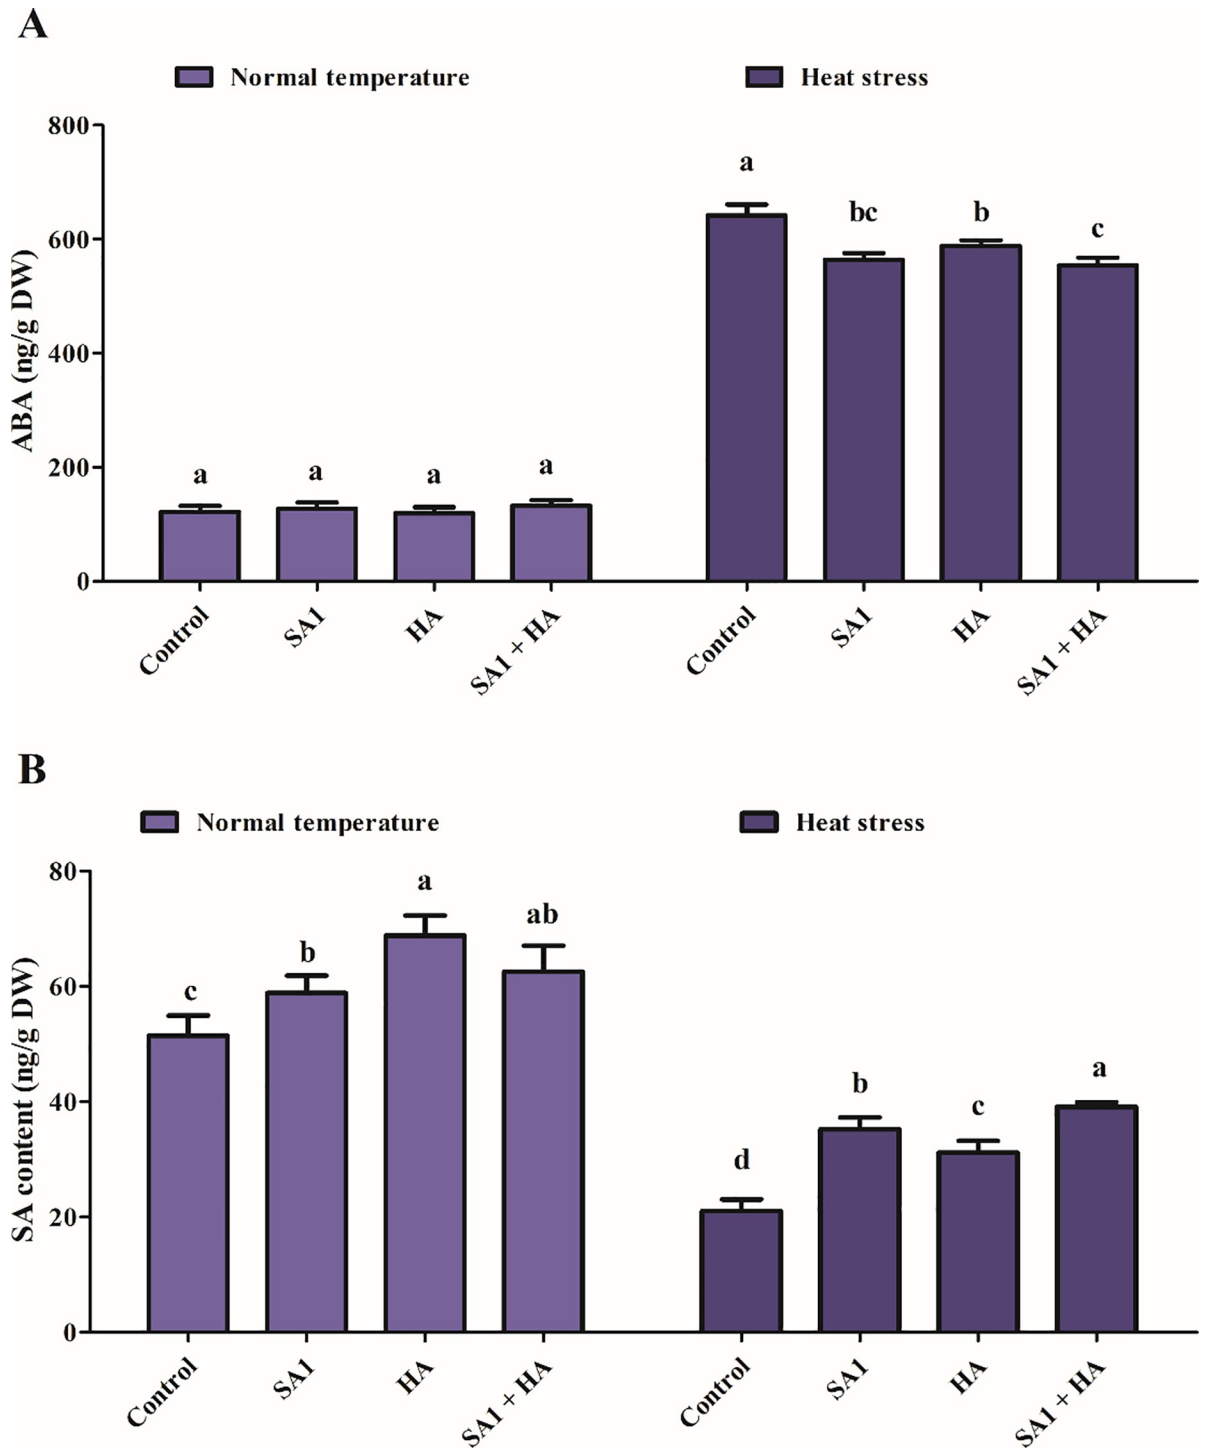 A
Normal temperature
Heat stress
800
600
400
200
0
ABA (ng/g DW)
a
a
a
a
a
bc
b
c
Control
SA1
HA
SA1 + HA
Control
SA1
HA
SA1 + HA
B
Normal temperature
Heat stress
80
60
40
20
0
SA content (ng/g DW)
c
b
a
ab
d
b
c
a
Control
SA1
HA
SA1 + HA
Control
SA1
HA
SA1 + HA